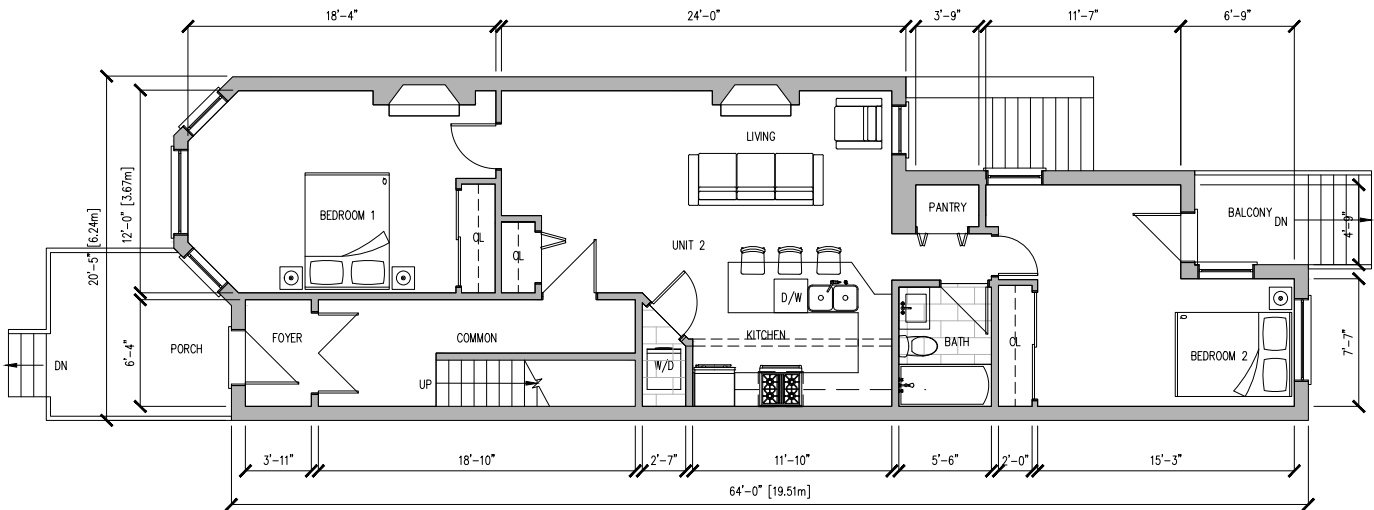 18'-4"
24'-0"
3'-9"
11'-7"
6'-9"
20'-5" [6.24m]
12'-0" [3.67m]
LIVING
BEDROOM 1
CL
CL
UNIT 2
PANTRY
BALCONY
DN
4'-9"
D/W
PORCH
FOYER
COMMON
KITCHEN
BATH
CL
BEDROOM 2
7'-7"
DN
6'-4"
UP
W/D
3'-11"
18'-10"
2'-7"
11'-10"
5'-6"
2'-0"
15'-3"
64'-0" [19.51m]